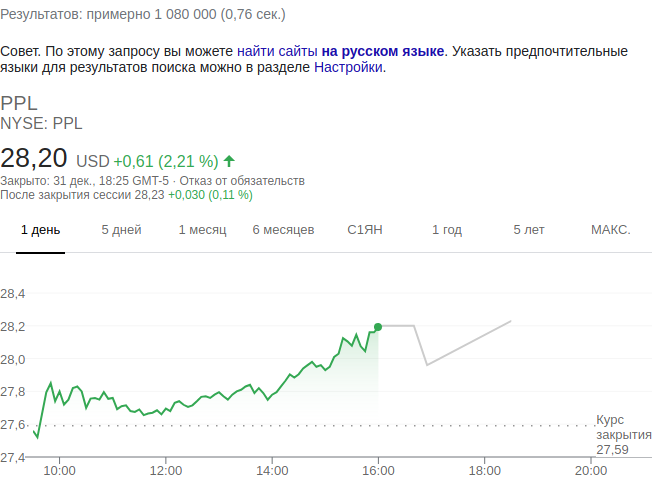 Результатов: примерно 1 080 000 (0,76 сек.)
Совет. По этому запросу вы можете найти сайты на русском языке. Указать предпочтительные
языки для результатов поиска можно в разделе Настройки.
PPL
NYSE: PPL
28,20 USD +0,61 (2,21 %)
Закрыто: 31 дек., 18:25 GMT-5 · Отказ от обязательств
После закрытия сессии 28,23 +0,030 (0,11 %)
1 день 5 дней 1 месяц 6 месяцев С1ЯН 1 год 5 лет МАКС.
28,4
28,2
28,0
27,8
27,6
27,4
Курс
закрытия
27,59
10:00 12:00 14:00 16:00 18:00 20:00